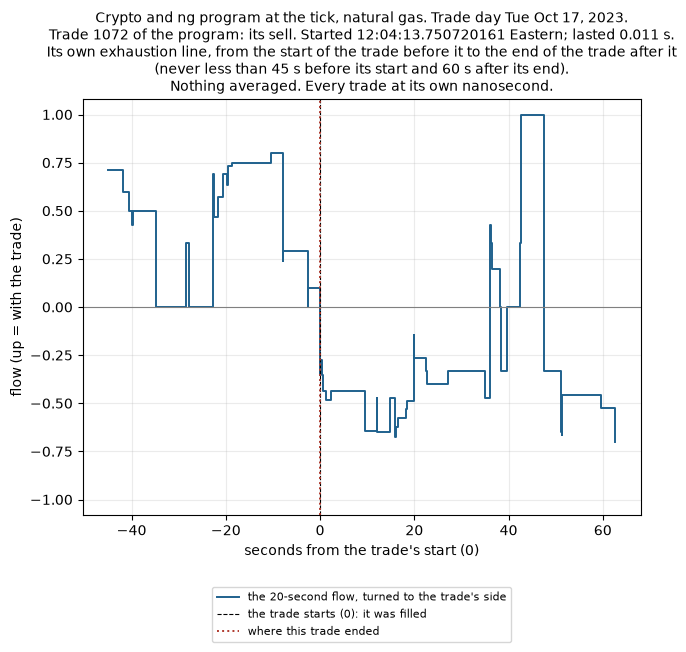 Crypto and ng program at the tick, natural gas. Trade day Tue Oct 17, 2023.
Trade 1072 of the program: its sell. Started 12:04:13.750720161 Eastern; lasted 0.011 s.
Its own exhaustion line, from the start of the trade before it to the end of the trade after it
(never less than 45 s before its start and 60 s after its end).
Nothing averaged. Every trade at its own nanosecond.
1.00
0.75
0.50
0.25
0.00
−0.25
−0.50
−0.75
−1.00
flow (up = with the trade)
−40
−20
0
20
40
60
seconds from the trade's start (0)
the 20-second flow, turned to the trade's side
the trade starts (0): it was filled
where this trade ended